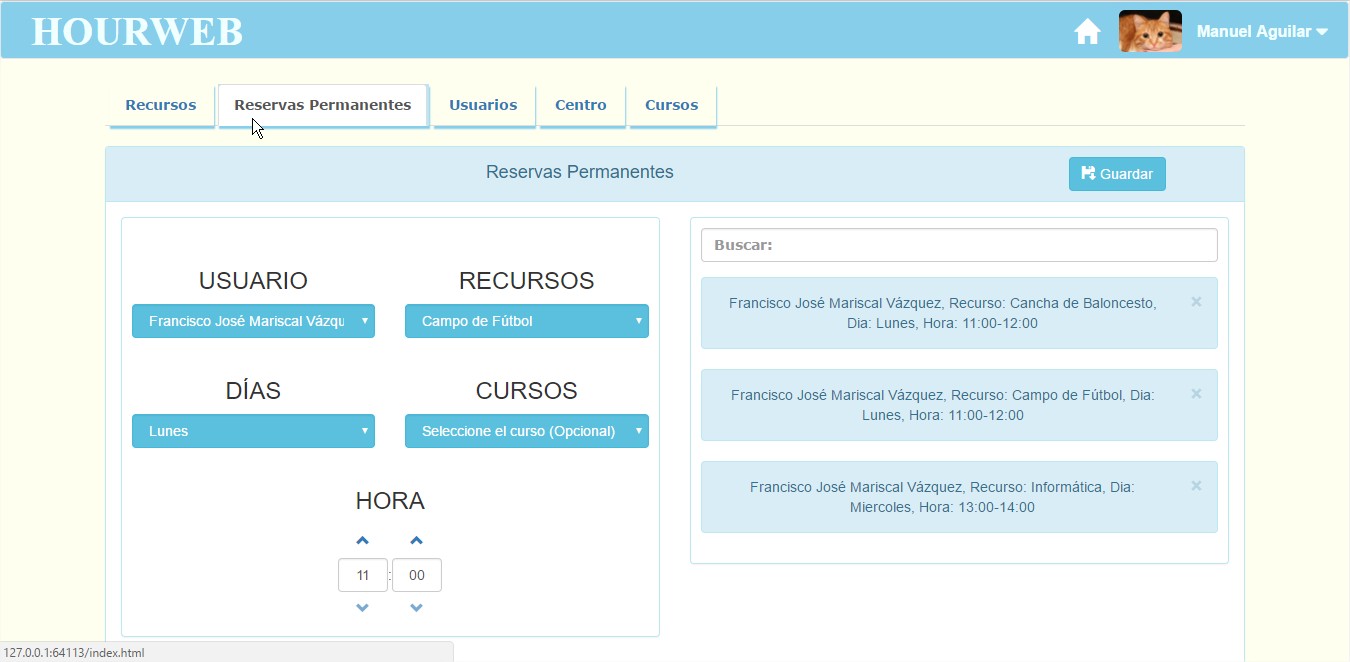 HOURWEB
Manuel Aguilar
Recursos
Reservas Permanentes
Usuarios
Centro
Cursos
Reservas Permanentes
Guardar
USUARIO
RECURSOS
Francisco José Mariscal Vázqu
Campo de Fútbol
DÍAS
CURSOS
Lunes
Seleccione el curso (Opcional)
HORA
11 : 00
Buscar:
Francisco José Mariscal Vázquez, Recurso: Cancha de Baloncesto,
Dia: Lunes, Hora: 11:00-12:00
×
Francisco José Mariscal Vázquez, Recurso: Campo de Fútbol, Dia:
Lunes, Hora: 11:00-12:00
×
Francisco José Mariscal Vázquez, Recurso: Informática, Dia:
Miercoles, Hora: 13:00-14:00
×
127.0.0.1:64113/index.html